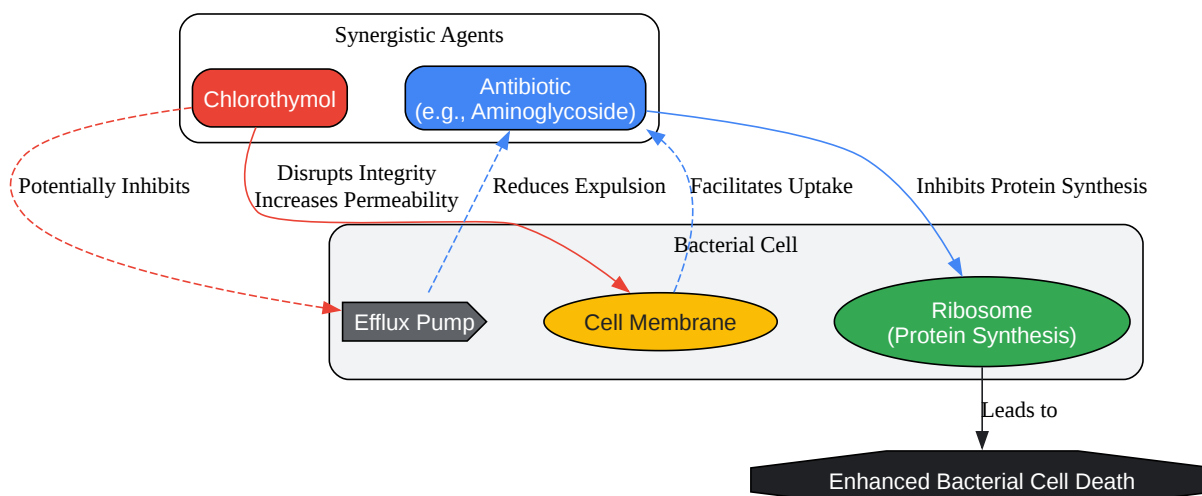 Synergistic Agents
Chlorothymol
Antibiotic
(e.g., Aminoglycoside)
Potentially Inhibits
Disrupts Integrity
Increases Permeability
Reduces Expulsion
Facilitates Uptake
Inhibits Protein Synthesis
Bacterial Cell
Efflux Pump
Cell Membrane
Ribosome
(Protein Synthesis)
Leads to
Enhanced Bacterial Cell Death